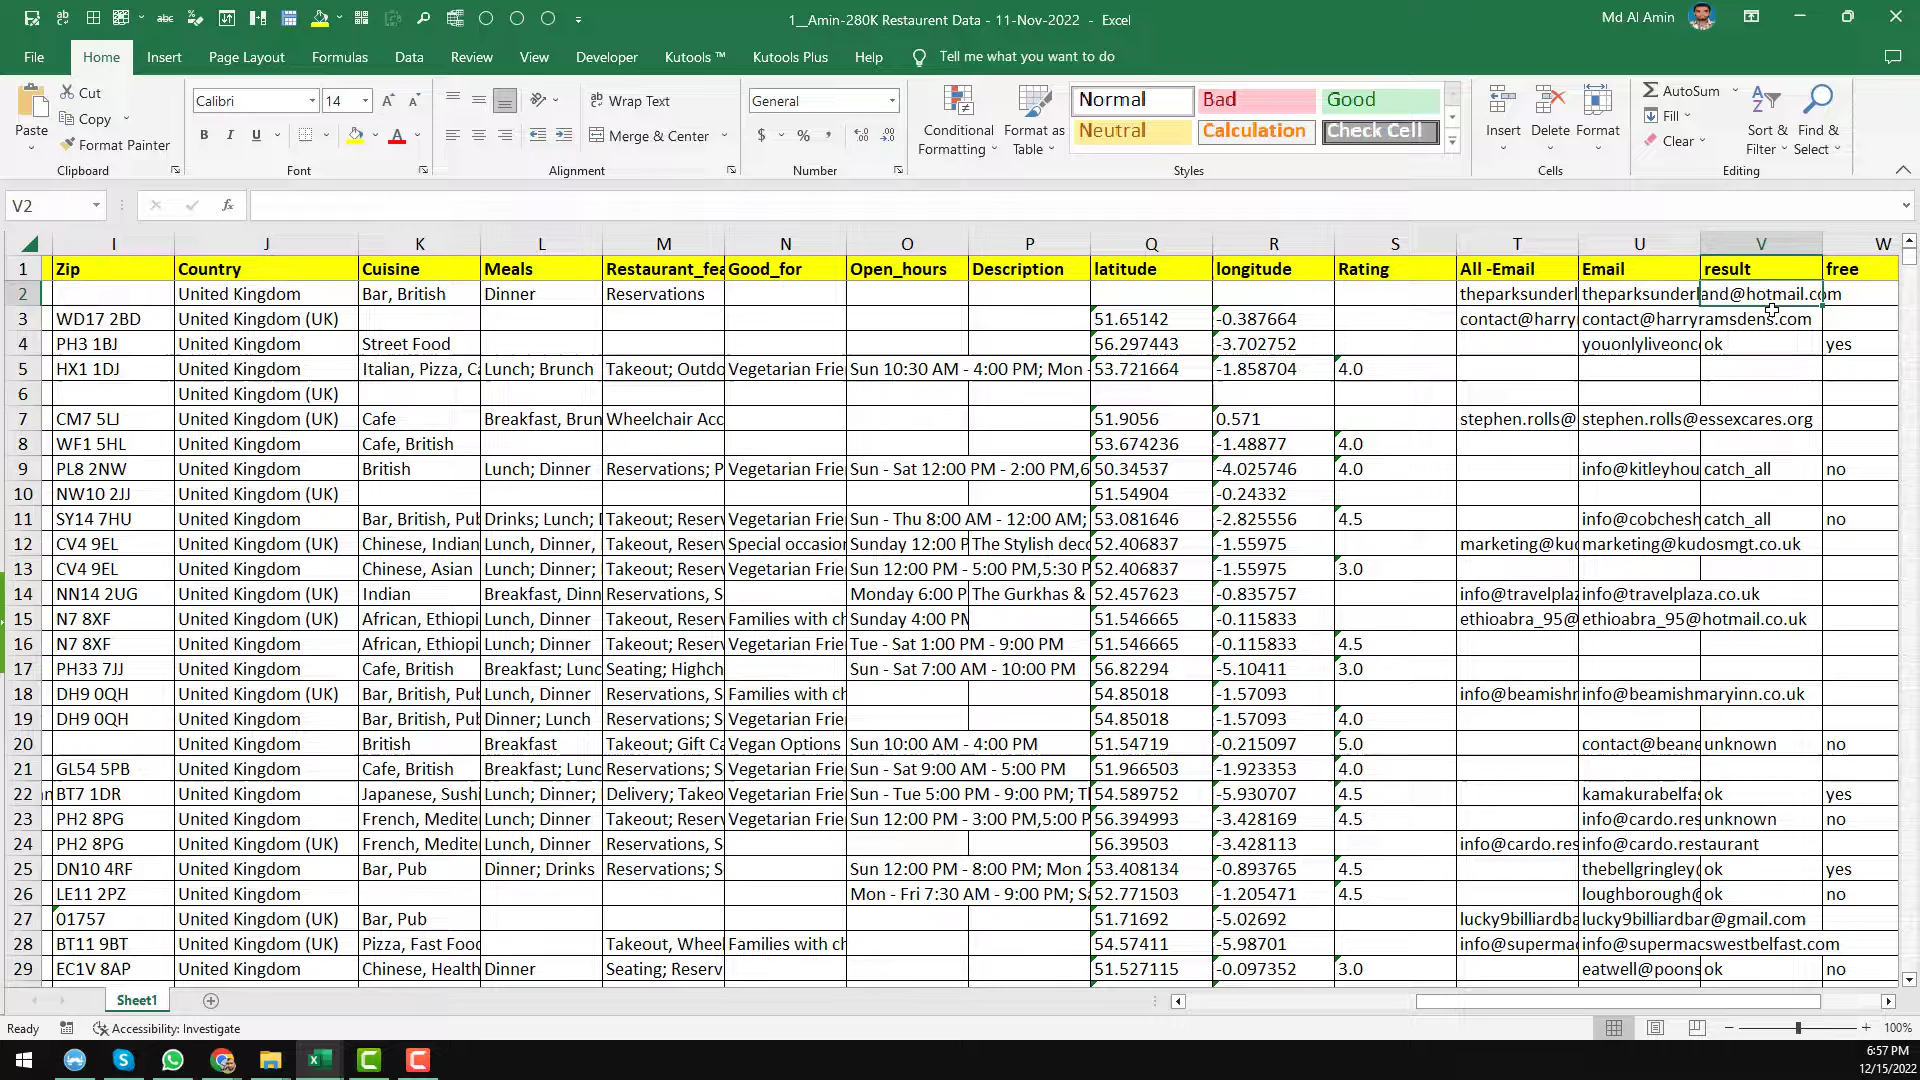 1__Amin-280K Restaurent Data - 11-Nov-2022 - Excel
Md Al Amin
File Home Insert Page Layout Formulas Data Review View Developer Kutools ™ Kutools Plus Help Tell me what you want to do
Paste
Cut
Copy
Format Painter
Clipboard
Calibri 14
B I U
Font
Wrap Text
Merge & Center
Alignment
General
$ % ,
Number
Conditional Formatting
Format as Table
Normal Bad Good
Neutral Calculation Check Cell
Styles
Insert Delete Format
Cells
AutoSum
Fill
Clear
Sort & Filter
Find & Select
Editing
V2 fx
I J K L M N O P Q R S T U V W
1 Zip Country Cuisine Meals Restaurant_fea Good_for Open_hours Description latitude longitude Rating All -Email Email result free
2 United Kingdom Bar, British Dinner Reservations theparksunderl theparksunderland@hotmail.com
3 WD17 2BD United Kingdom (UK) 51.65142 -0.387664 contact@harry contact@harryramsdens.com
4 PH3 1BJ United Kingdom Street Food 56.297443 -3.702752 youonlyliveonce ok yes
5 HX1 1DJ United Kingdom Italian, Pizza, Ca Lunch; Brunch Takeout; Outdo Vegetarian Frie Sun 10:30 AM - 4:00 PM; Mon - 53.721664 -1.858704 4.0
6 United Kingdom (UK)
7 CM7 5LJ United Kingdom (UK) Cafe Breakfast, Brun Wheelchair Acc 51.9056 0.571 stephen.rolls@ stephen.rolls@essexcares.org
8 WF1 5HL United Kingdom Cafe, British 53.674236 -1.48877 4.0
9 PL8 2NW United Kingdom British Lunch; Dinner Reservations; P Vegetarian Frie Sun - Sat 12:00 PM - 2:00 PM,6 50.34537 -4.025746 4.0 info@kitleyhou catch_all no
10 NW10 2JJ United Kingdom (UK) 51.54904 -0.24332
11 SY14 7HU United Kingdom Bar, British, Pub Drinks; Lunch; D Takeout; Reser Vegetarian Frie Sun - Thu 8:00 AM - 12:00 AM; 53.081646 -2.825556 4.5 info@cobchesh catch_all no
12 CV4 9EL United Kingdom (UK) Chinese, Indian Lunch, Dinner, Takeout, Reser Special occasion Sunday 12:00 P The Stylish deco 52.406837 -1.55975 marketing@kud marketing@kudosmgt.co.uk
13 CV4 9EL United Kingdom Chinese, Asian Lunch, Dinner; Takeout; Reser Vegetarian Frie Sun 12:00 PM - 5:00 PM,5:30 P 52.406837 -1.55975 3.0
14 NN14 2UG United Kingdom (UK) Indian Breakfast, Dinn Reservations, S Monday 6:00 P The Gurkhas & 52.457623 -0.835757 info@travelplaz info@travelplaza.co.uk
15 N7 8XF United Kingdom (UK) African, Ethiopi Lunch, Dinner Takeout, Reser Families with ch Sunday 4:00 PM 51.546665 -0.115833 ethioabra_95@ ethioabra_95@hotmail.co.uk
16 N7 8XF United Kingdom African, Ethiopi Lunch, Dinner Takeout; Reser Vegetarian Frie Tue - Sat 1:00 PM - 9:00 PM 51.546665 -0.115833 4.5
17 PH33 7JJ United Kingdom Cafe, British Breakfast; Lunc Seating; Highch Sun - Sat 7:00 AM - 10:00 PM 56.82294 -5.10411 3.0
18 DH9 0QH United Kingdom (UK) Bar, British, Pub Lunch, Dinner Reservations, S Families with ch 54.85018 -1.57093 info@beamishm info@beamishmaryinn.co.uk
19 DH9 0QH United Kingdom Bar, British, Pub Dinner; Lunch Reservations; S Vegetarian Frie 54.85018 -1.57093 4.0
20 United Kingdom British Breakfast Takeout; Gift Ca Vegan Options Sun 10:00 AM - 4:00 PM 51.54719 -0.215097 5.0 contact@beane unknown no
21 GL54 5PB United Kingdom Cafe, British Breakfast; Lunc Reservations; S Vegetarian Frie Sun - Sat 9:00 AM - 5:00 PM 51.966503 -1.923353 4.0
22 BT7 1DR United Kingdom Japanese, Sushi Lunch; Dinner; Delivery; Takeo Vegetarian Frie Sun - Tue 5:00 PM - 9:00 PM; Th 54.589752 -5.930707 4.5 kamakurabelfas ok yes
23 PH2 8PG United Kingdom French, Medite Lunch; Dinner Takeout; Reser Vegetarian Frie Sun 12:00 PM - 3:00 PM,5:00 P 56.394993 -3.428169 4.5 info@cardo.res unknown no
24 PH2 8PG United Kingdom (UK) French, Medite Lunch, Dinner Reservations, S 56.39503 -3.428113 info@cardo.res info@cardo.restaurant
25 DN10 4RF United Kingdom Bar, Pub Dinner; Drinks Reservations; S Sun 12:00 PM - 8:00 PM; Mon 2 53.408134 -0.893765 4.5 thebellgringley@ ok yes
26 LE11 2PZ United Kingdom Mon - Fri 7:30 AM - 9:00 PM; Sa 52.771503 -1.205471 4.5 loughborough@ ok no
27 01757 United Kingdom (UK) Bar, Pub 51.71692 -5.02692 lucky9billiardba lucky9billiardbar@gmail.com
28 BT11 9BT United Kingdom (UK) Pizza, Fast Food Takeout, Wheel Families with ch 54.57411 -5.98701 info@supermac info@supermacswestbelfast.com
29 EC1V 8AP United Kingdom Chinese, Health Dinner Seating; Reserv 51.527115 -0.097352 3.0 eatwell@poons ok no
Sheet1
Ready Accessibility: Investigate 100%
6:57 PM
12/15/2022